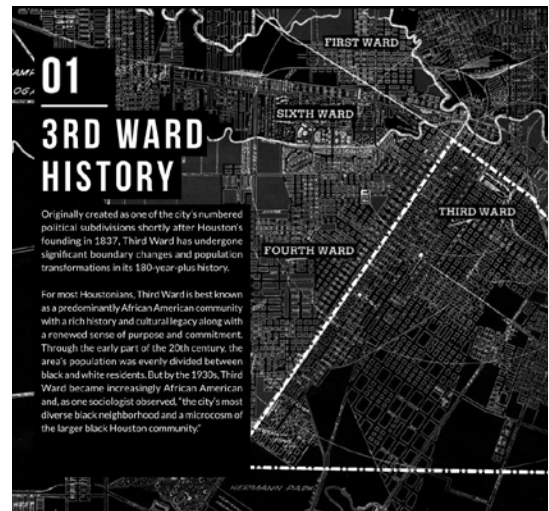 FIRST WARD
01
SIXTH WARD
3RD WARD
HISTORY
Originally created as one of the city's numbered
political subdivisions shortly after Houston's
founding in 1837, Third Ward has undergone
significant boundary changes and population
transformations in its 180-year-plus history.
THIRD WARD
FOURTH WARD
For most Houstonians, Third Ward is best known
as a predominantly African American community
with a rich history and cultural legacy along with
a renewed sense of purpose and commitment.
Through the early part of the 20th century, the
area's population was evenly divided between
black and white residents. But by the 1930s, Third
Ward became increasingly African American
and, as one sociologist observed, "the city's most
diverse black neighborhood and a microcosm of
the larger black Houston community."
HERMANN PARK